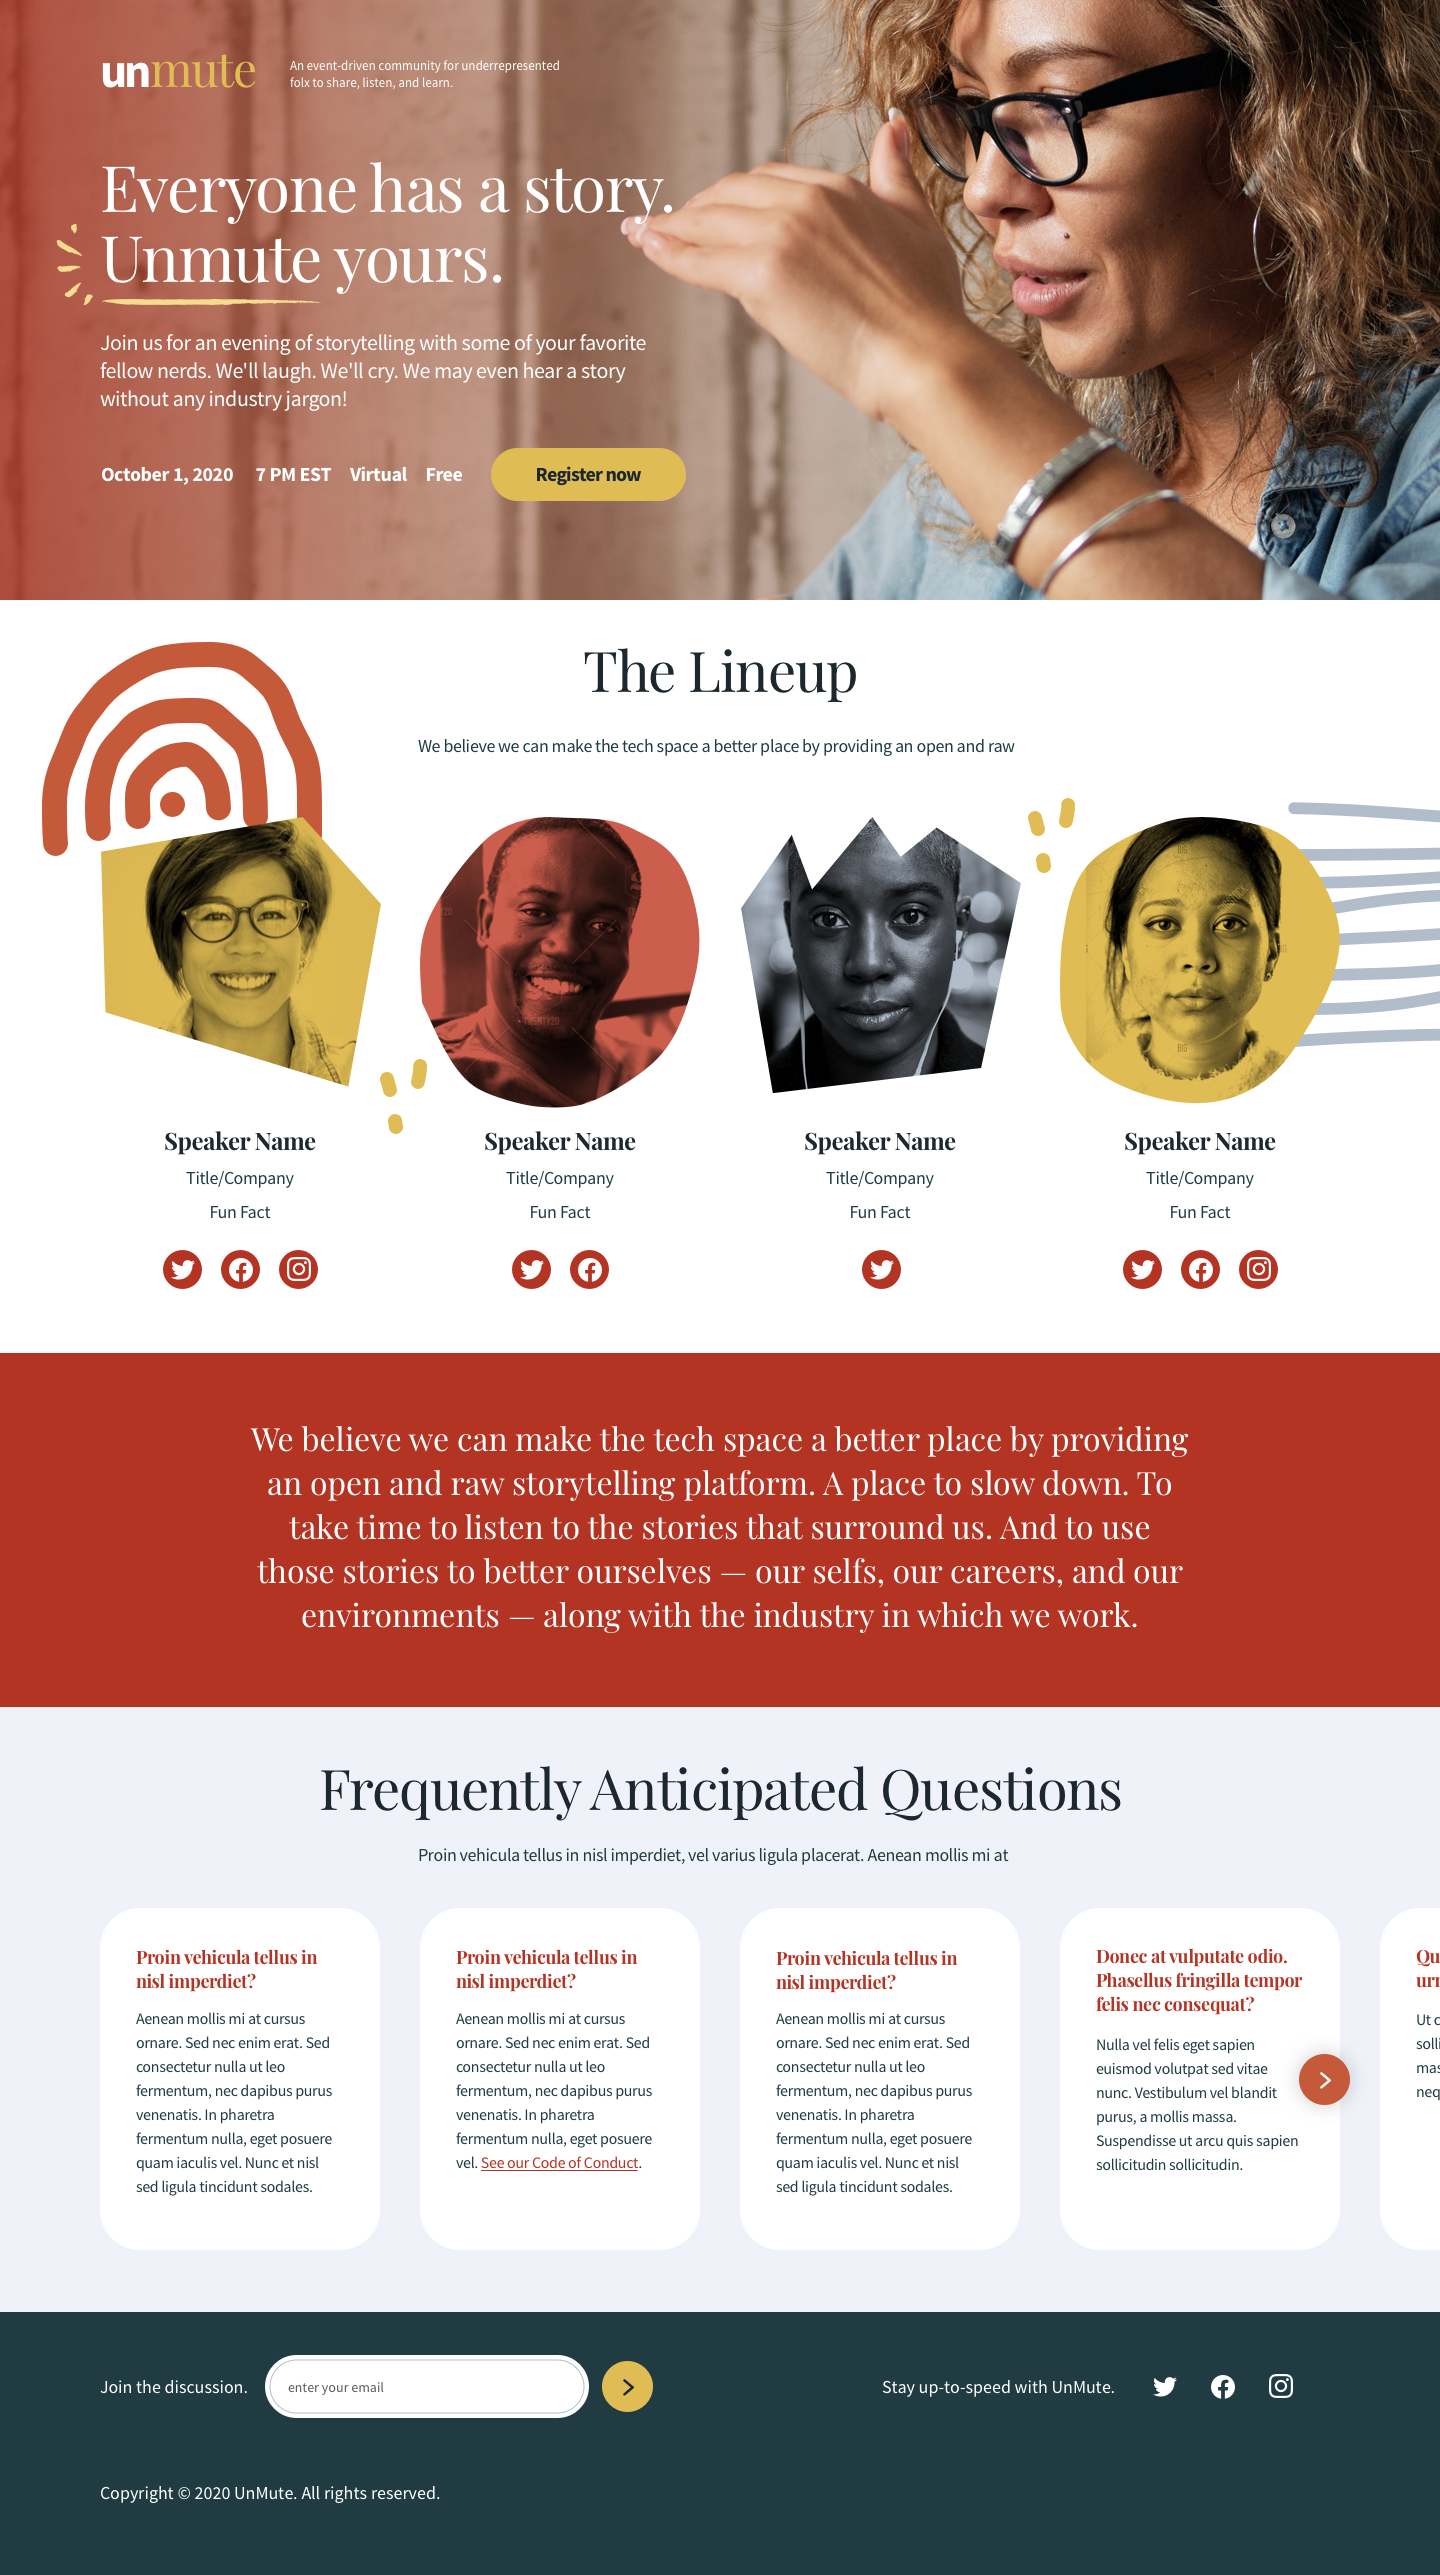 unmute
An event-driven community for underrepresented
folx to share, listen, and learn.
Everyone has a story.
Unmute yours.
Join us for an evening of storytelling with some of your favorite
fellow nerds. We'll laugh. We'll cry. We may even hear a story
without any industry jargon!
October 1, 2020 7 PM EST Virtual Free Register now
The Lineup
We believe we can make the tech space a better place by providing an open and raw
Speaker Name
Title/Company
Fun Fact
Speaker Name
Title/Company
Fun Fact
Speaker Name
Title/Company
Fun Fact
Speaker Name
Title/Company
Fun Fact
We believe we can make the tech space a better place by providing
an open and raw storytelling platform. A place to slow down. To
take time to listen to the stories that surround us. And to use
those stories to better ourselves — our selfs, our careers, and our
environments — along with the industry in which we work.
Frequently Anticipated Questions
Proin vehicula tellus in nisl imperdiet, vel varius ligula placerat. Aenean mollis mi at
Proin vehicula tellus in
nisl imperdiet?
Aenean mollis mi at cursus
ornare. Sed nec enim erat. Sed
consectetur nulla ut leo
fermentum, nec dapibus purus
venenatis. In pharetra
fermentum nulla, eget posuere
quam iaculis vel. Nunc et nisl
sed ligula tincidunt sodales.
Proin vehicula tellus in
nisl imperdiet?
Aenean mollis mi at cursus
ornare. Sed nec enim erat. Sed
consectetur nulla ut leo
fermentum, nec dapibus purus
venenatis. In pharetra
fermentum nulla, eget posuere
vel. See our Code of Conduct.
Proin vehicula tellus in
nisl imperdiet?
Aenean mollis mi at cursus
ornare. Sed nec enim erat. Sed
consectetur nulla ut leo
fermentum, nec dapibus purus
venenatis. In pharetra
fermentum nulla, eget posuere
quam iaculis vel. Nunc et nisl
sed ligula tincidunt sodales.
Donec at vulputate odio.
Phasellus fringilla tempor
felis nec consequat?
Nulla vel felis eget sapien
euismod volutpat sed vitae
nunc. Vestibulum vel blandit
purus, a mollis massa.
Suspendisse ut arcu quis sapien
sollicitudin sollicitudin.
Join the discussion.
enter your email
Stay up-to-speed with UnMute.
Copyright © 2020 UnMute. All rights reserved.